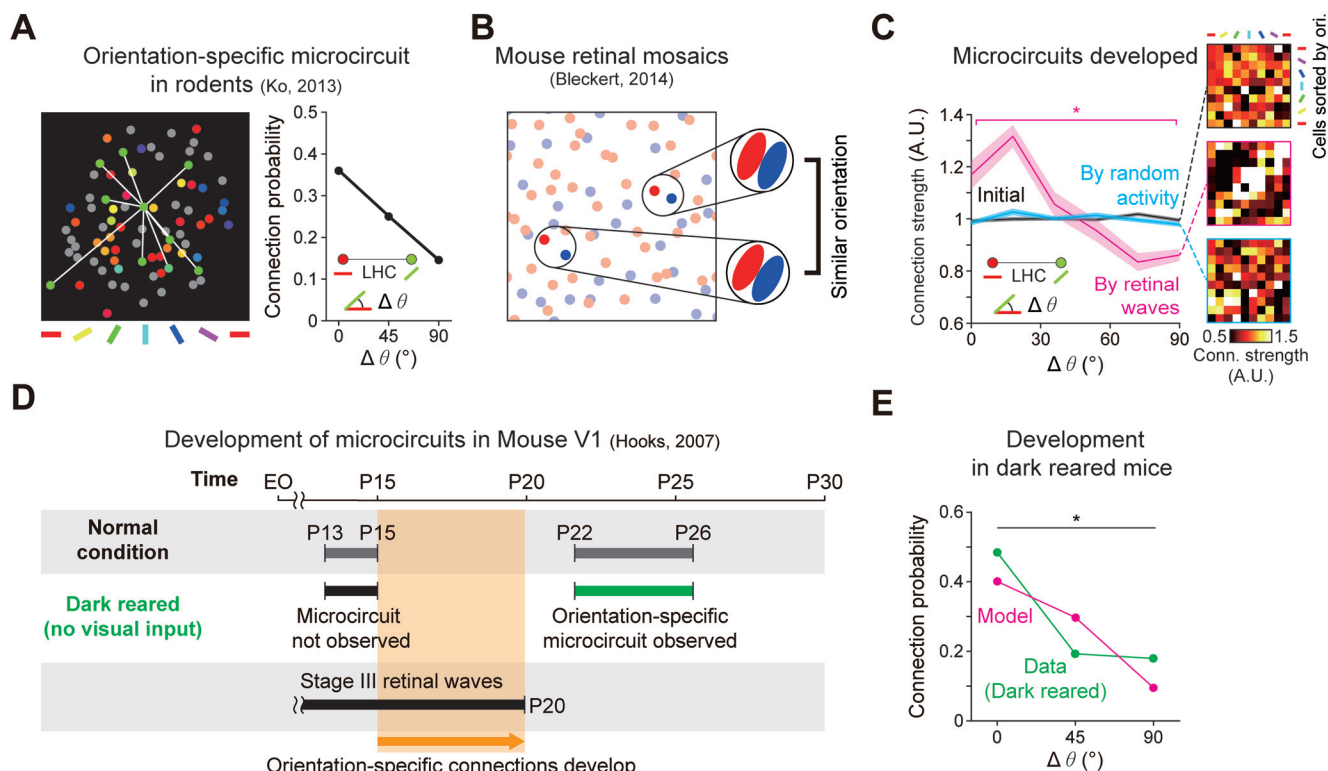 A
Orientation-specific microcircuit
in rodents (Ko, 2013)
Connection probability
0.5
0.4
0.3
0.2
0.1
0
LHC
Δ θ
0
45
90
Δ θ (°)
B
Mouse retinal mosaics
(Bleckert, 2014)
Similar orientation
C
Microcircuits developed
Connection strength (A.U.)
1.4
1.2
1
0.8
0.6
*
Initial
By random
activity
By retinal
waves
LHC
Δ θ
0
30
60
90
Δ θ (°)
Cells sorted by ori.
0.5
1.5
Conn. strength
(A.U.)
D
Development of microcircuits in Mouse V1 (Hooks, 2007)
Time
EO
P15
P20
P25
P30
Normal
condition
P13
P15
P22
P26
Dark reared
(no visual input)
Microcircuit
not observed
Orientation-specific
microcircuit observed
Stage III retinal waves
P20
Orientation-specific connections develop
E
Development
in dark reared mice
Connection probability
0.6
0.4
0.2
0
*
Model
Data
(Dark reared)
0
45
90
Δ θ (°)